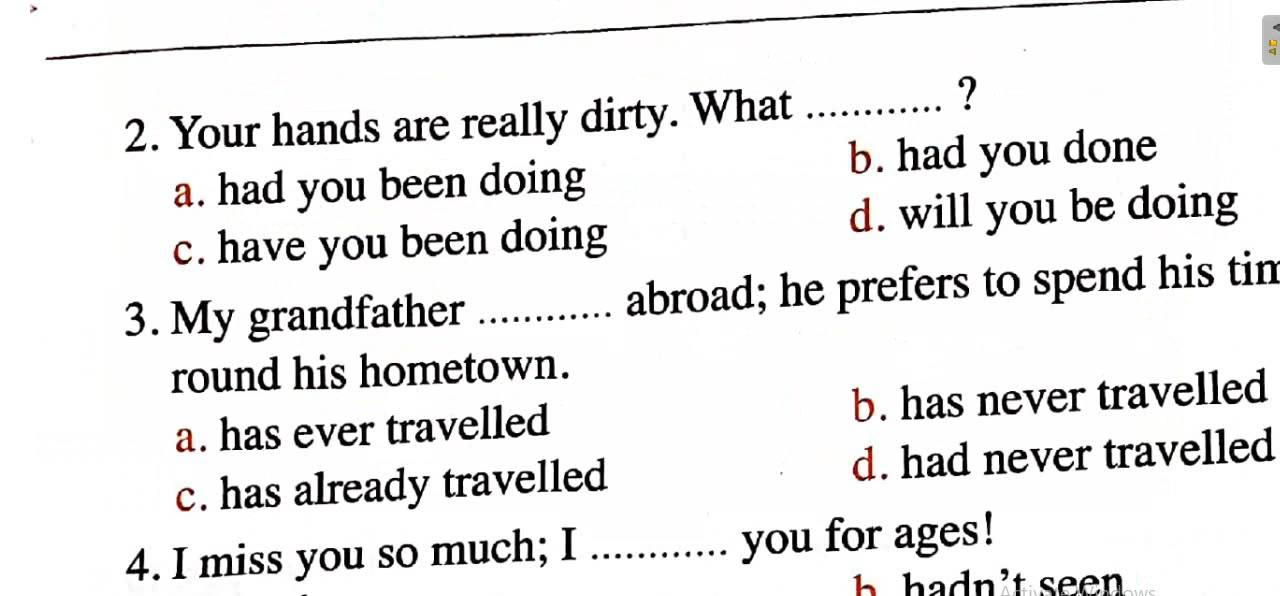 2. Your hands are really dirty. What ............ ?
a. had you been doing
b. had you done
c. have you been doing
d. will you be doing
3. My grandfather ............ abroad; he prefers to spend his
round his hometown.
a. has ever travelled
b. has never travelled
c. has already travelled
d. had never travelled
4. I miss you so much; I ............ you for ages!
b. hadn't seen